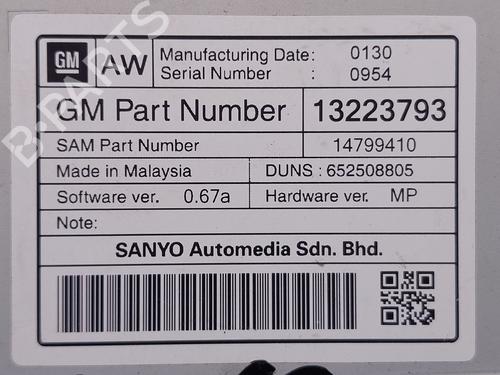 GM
AW
Manufacturing Date: 0130
Serial Number : 0954
GM Part Number 13223793
SAM Part Number 14799410
Made in Malaysia DUNS : 652508805
Software ver. 0.67a Hardware ver. MP
Note:
SANYO Automedia Sdn. Bhd.
B-PARTS